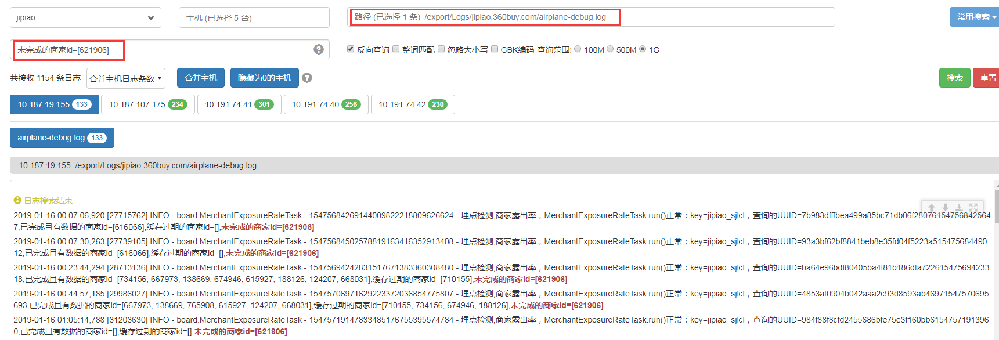 jipiao
主机 (已选择 5 台)
路径 (已选择 1 条) /export/Logs/jipiao.360buy.com/airplane-debug.log
常用搜索
未完成的商家id=[621906]
反向查询 整词匹配 忽略大小写 GBK编码 查询范围: 100M 500M 1G
共接收 1154 条日志 合并主机日志条数 合并主机 隐藏为0的主机
搜索 重置
10.187.19.155 133 10.187.107.175 234 10.191.74.41 301 10.191.74.40 256 10.191.74.42 230
airplane-debug.log 133
10.187.19.155: /export/Logs/jipiao.360buy.com/airplane-debug.log
日志搜索结束
2019-01-16 00:07:06,920 [27715762] INFO - board.MerchantExposureRateTask - 15475684269144009822218809626624 - 埋点检测,商家露出率，MerchantExposureRateTask.run()正常：key=jipiao_sjlcl，查询的UUID=7b983dfffbea499a85bc71db06f28076154756842564
7,已完成且有数据的商家id=[616066],缓存过期的商家id=[],未完成的商家id=[621906]
2019-01-16 00:07:30,263 [27739105] INFO - board.MerchantExposureRateTask - 15475684502578819163416352913408 - 埋点检测,商家露出率，MerchantExposureRateTask.run()正常：key=jipiao_sjlcl，查询的UUID=93a3bf62bf8841beb8e35fd04f5223a515475684490
12,已完成且有数据的商家id=[616066],缓存过期的商家id=[],未完成的商家id=[621906]
2019-01-16 00:23:44,294 [28713136] INFO - board.MerchantExposureRateTask - 15475694242831517671383360308480 - 埋点检测,商家露出率，MerchantExposureRateTask.run()正常：key=jipiao_sjlcl，查询的UUID=ba64e96bdf80405ba4f81b186dfa722615475694233
18,已完成且有数据的商家id=[734156, 667973, 138669, 674946, 615927, 188126, 124207, 668031],缓存过期的商家id=[710155],未完成的商家id=[621906]
2019-01-16 00:44:57,185 [29986027] INFO - board.MerchantExposureRateTask - 15475706971629223372036854775807 - 埋点检测,商家露出率，MerchantExposureRateTask.run()正常：key=jipiao_sjlcl，查询的UUID=4853af0904b042aaa2c93d8593ab46971547570695
693,已完成且有数据的商家id=[667973, 138669, 765908, 615927, 124207, 668031],缓存过期的商家id=[710155, 734156, 674946, 188126],未完成的商家id=[621906]
2019-01-16 01:05:14,788 [31203630] INFO - board.MerchantExposureRateTask - 15475719147833485176755395574784 - 埋点检测,商家露出率，MerchantExposureRateTask.run()正常：key=jipiao_sjlcl，查询的UUID=984f88f8cfd2455686bfe75e3f160bb6154757191396
0,已完成且有数据的商家id=[],缓存过期的商家id=[],未完成的商家id=[621906]